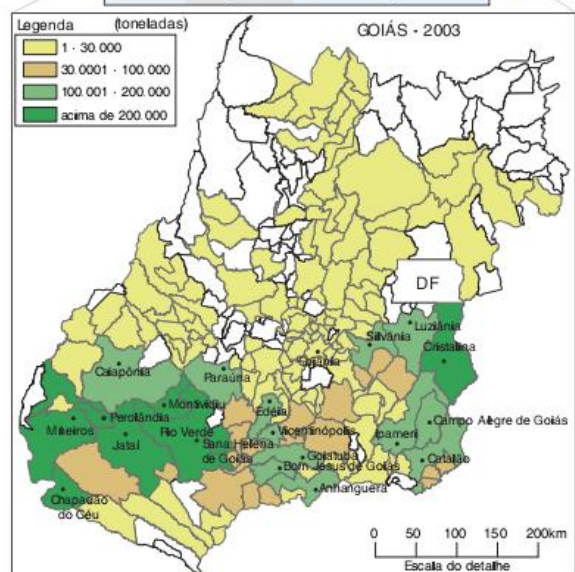 Legenda (toneladas)
1 - 30.000
30.0001 - 100.000
100.001 - 200.000
acima de 200.000
GOIÁS - 2003
DF
Luziânia
Silvânia
Cristalina
Goiânia
Caiapônia
Paraúna
Montividiu
Edéia
Perolândia
Mineiros
Rio Verde
Vicentinópolis
Ipameri
Campo Alegre de Goiás
Jataí
Santa Helena
de Goiás
Goiatuba
Bom Jesus de Goiás
Catalão
Chapadão
do Céu
Anhanguera
0 50 100 150 200km
Escala do detalhe